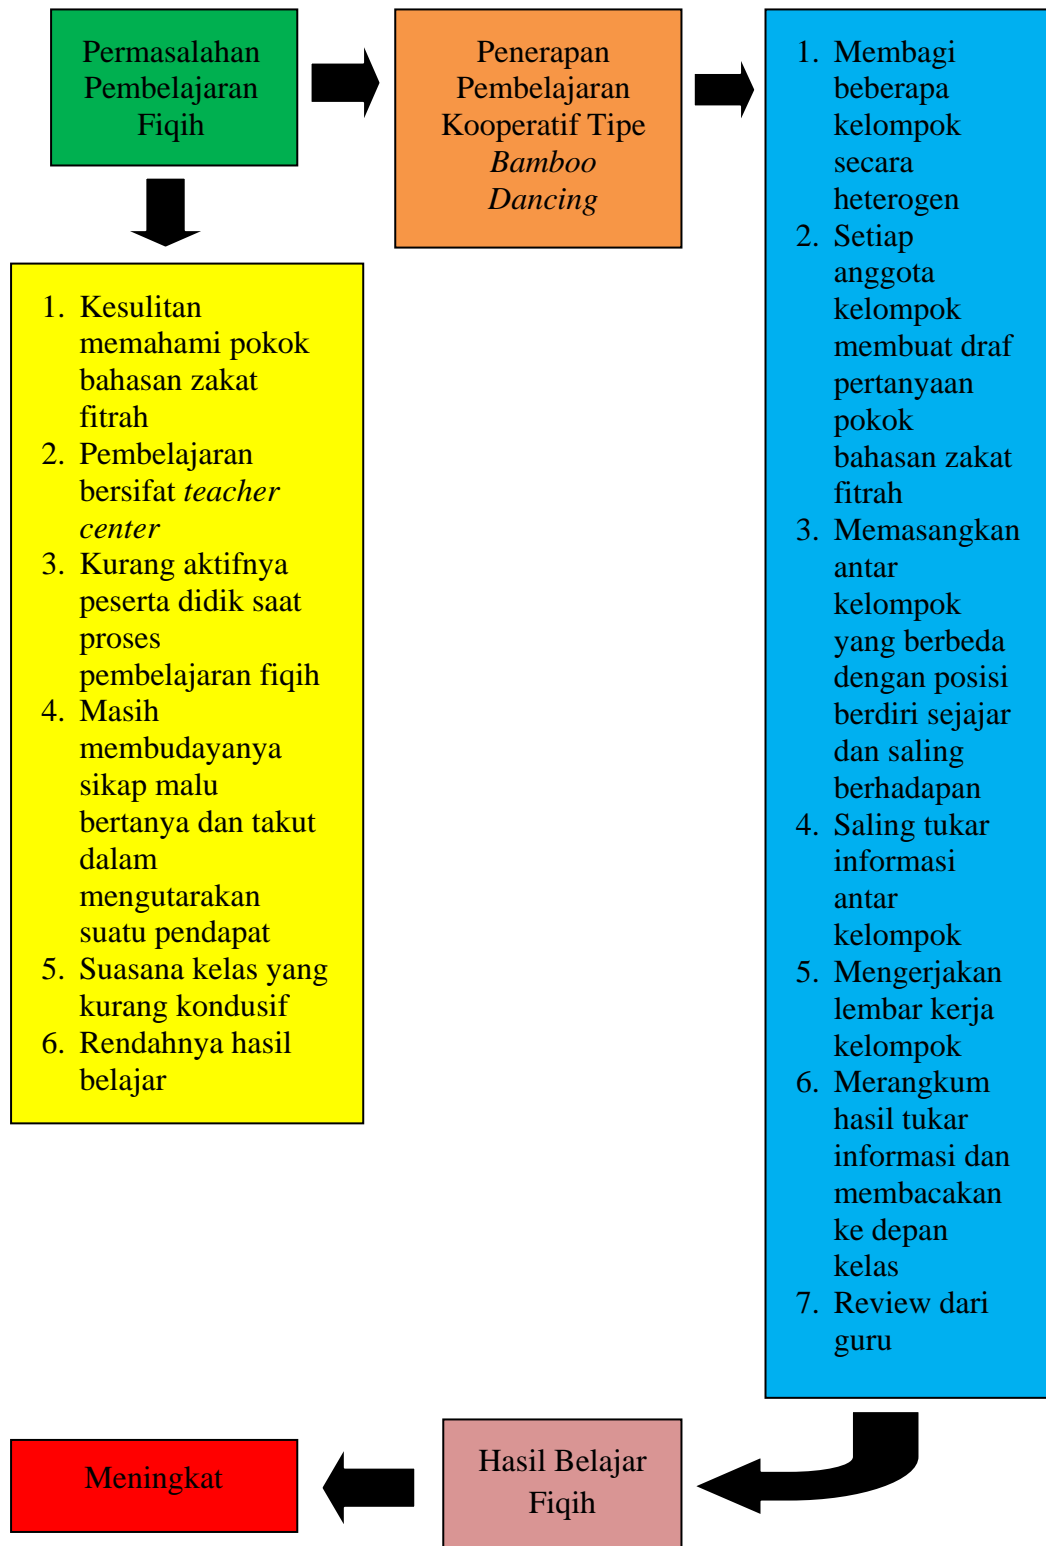 Permasalahan
Pembelajaran
Fiqih
Penerapan
Pembelajaran
Kooperatif Tipe
Bamboo
Dancing
1. Membagi
beberapa
kelompok
secara
heterogen
2. Setiap
anggota
kelompok
membuat draf
pertanyaan
pokok
bahasan zakat
fitrah
3. Memasangkan
antar
kelompok
yang berbeda
dengan posisi
berdiri sejajar
dan saling
berhadapan
4. Saling tukar
informasi
antar
kelompok
5. Mengerjakan
lembar kerja
kelompok
6. Merangkum
hasil tukar
informasi dan
membacakan
ke depan
kelas
7. Review dari
guru
1. Kesulitan
memahami pokok
bahasan zakat
fitrah
2. Pembelajaran
bersifat teacher
center
3. Kurang aktifnya
peserta didik saat
proses
pembelajaran fiqih
4. Masih
membudayanya
sikap malu
bertanya dan takut
dalam
mengutarakan
suatu pendapat
5. Suasana kelas yang
kurang kondusif
6. Rendahnya hasil
belajar
Hasil Belajar
Fiqih
Meningkat